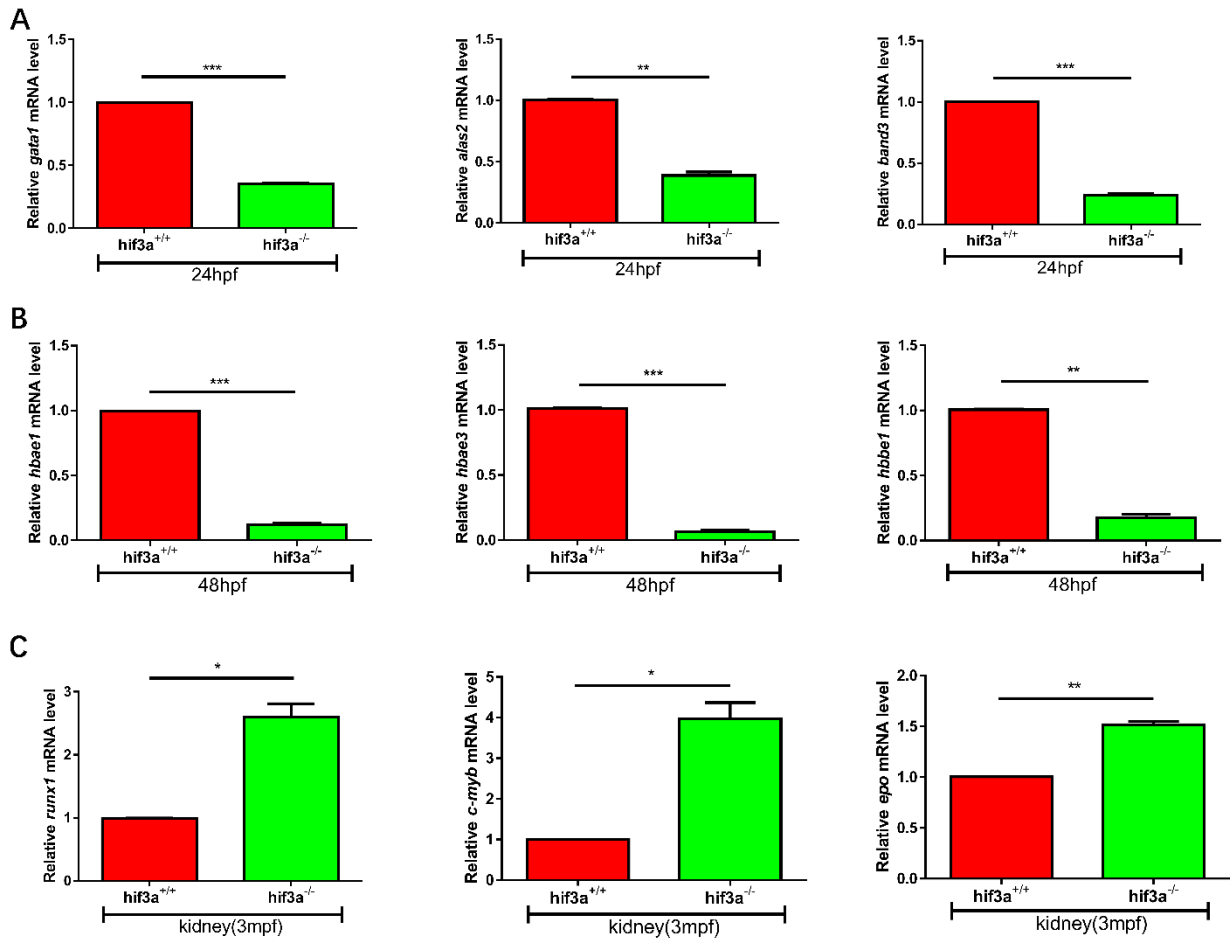 A
Relative gata1 mRNA level
1.5
1.0
0.5
0.0
***
hif3a+/+
hif3a-/-
24hpf
Relative alas2 mRNA level
1.5
1.0
0.5
0.0
**
hif3a+/+
hif3a-/-
24hpf
Relative band3 mRNA level
1.5
1.0
0.5
0.0
***
hif3a+/+
hif3a-/-
24hpf
B
Relative hbae1 mRNA level
1.5
1.0
0.5
0.0
***
hif3a+/+
hif3a-/-
48hpf
Relative hbae3 mRNA level
1.5
1.0
0.5
0.0
***
hif3a+/+
hif3a-/-
48hpf
Relative hbbe1 mRNA level
1.5
1.0
0.5
0.0
**
hif3a+/+
hif3a-/-
48hpf
C
Relative runx1 mRNA level
3
2
1
0
*
hif3a+/+
hif3a-/-
kidney(3mpf)
Relative c-myb mRNA level
5
4
3
2
1
0
*
hif3a+/+
hif3a-/-
kidney(3mpf)
Relative epo mRNA level
2.0
1.5
1.0
0.5
0.0
**
hif3a+/+
hif3a-/-
kidney(3mpf)